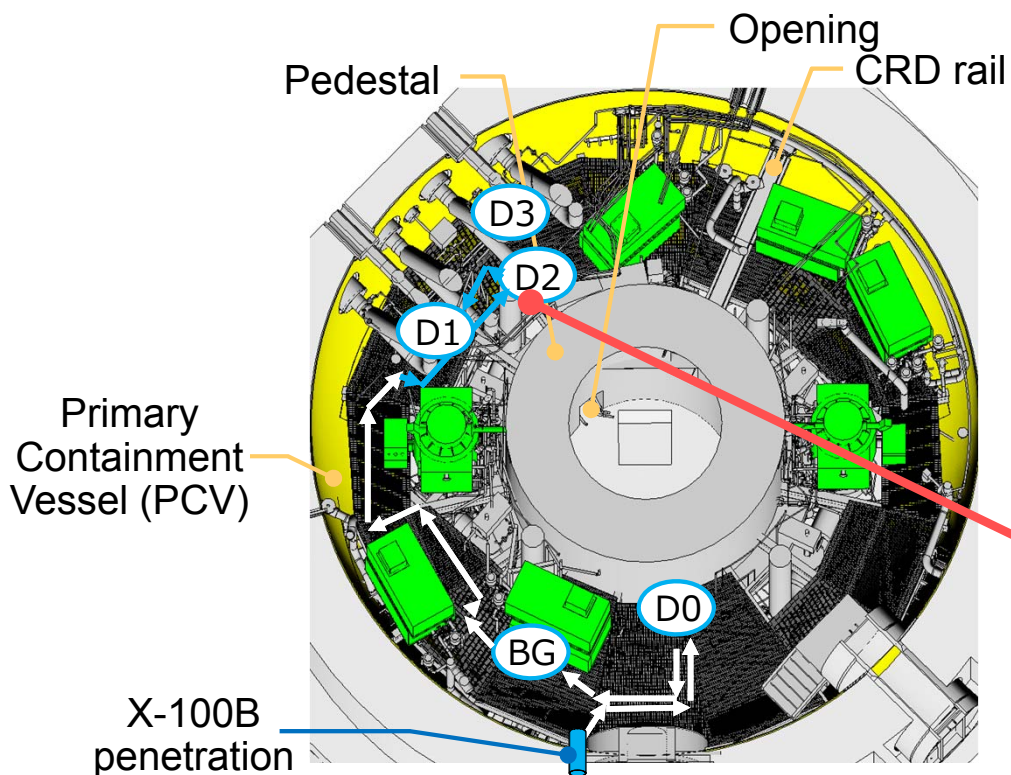 Opening
CRD rail
Pedestal
D3
D2
D1
Primary
Containment
Vessel (PCV)
D0
BG
X-100B
penetration